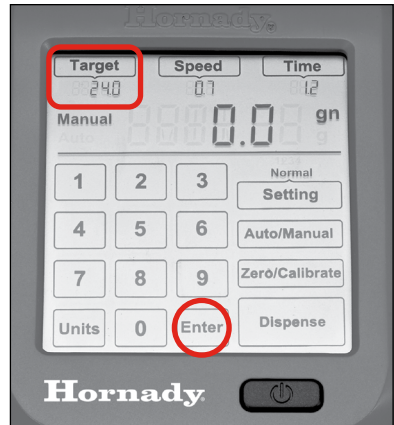 Hornady
Target Speed Time
24.0 0.7 1.2
Manual 0.0 gn
Auto g
1 2 3 Normal
Setting
4 5 6 Auto/Manual
7 8 9 Zero/Calibrate
Units 0 Enter Dispense
Hornady